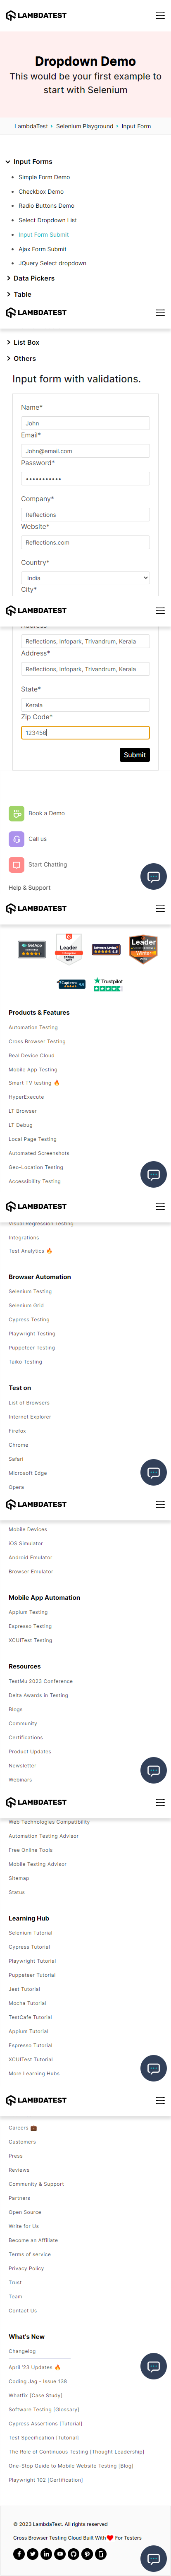 LAMBDATEST
Dropdown Demo
This would be your first example to
start with Selenium
LambdaTest Selenium Playground Input Form
Input Forms
Simple Form Demo
Checkbox Demo
Radio Buttons Demo
Select Dropdown List
Input Form Submit
Ajax Form Submit
JQuery Select dropdown
Data Pickers
Table
LAMBDATEST
List Box
Others
Input form with validations.
Name*
John
Email*
John@email.com
Password*
•••••••••••
Company*
Reflections
Website*
Reflections.com
Country*
India
City*
LAMBDATEST
Address*
Reflections, Infopark, Trivandrum, Kerala
Address*
Reflections, Infopark, Trivandrum, Kerala
State*
Kerala
Zip Code*
123456
Submit
Book a Demo
Call us
Start Chatting
Help & Support
LAMBDATEST
GetApp
Leader
Leader
Winter
Capterra
Trustpilot
Products & Features
Automation Testing
Cross Browser Testing
Real Device Cloud
Mobile App Testing
Smart TV testing 🔥
HyperExecute
LT Browser
LT Debug
Local Page Testing
Automated Screenshots
Geo-Location Testing
Accessibility Testing
LAMBDATEST
Visual Regression Testing
Integrations
Test Analytics 🔥
Browser Automation
Selenium Testing
Selenium Grid
Cypress Testing
Playwright Testing
Puppeteer Testing
Taiko Testing
Test on
List of Browsers
Internet Explorer
Firefox
Chrome
Safari
Microsoft Edge
Opera
LAMBDATEST
Mobile Devices
iOS Simulator
Android Emulator
Browser Emulator
Mobile App Automation
Appium Testing
Espresso Testing
XCUITest Testing
Resources
TestMu 2023 Conference
Delta Awards in Testing
Blogs
Community
Certifications
Product Updates
Newsletter
Webinars
LAMBDATEST
Web Technologies Compatibility
Automation Testing Advisor
Free Online Tools
Mobile Testing Advisor
Sitemap
Status
Learning Hub
Selenium Tutorial
Cypress Tutorial
Playwright Tutorial
Puppeteer Tutorial
Jest Tutorial
Mocha Tutorial
TestCafe Tutorial
Appium Tutorial
Espresso Tutorial
XCUITest Tutorial
More Learning Hubs
LAMBDATEST
Careers 💼
Customers
Press
Reviews
Community & Support
Partners
Open Source
Write for Us
Become an Affiliate
Terms of service
Privacy Policy
Trust
Team
Contact Us
What's New
Changelog
April '23 Updates 🔥
Coding Jag - Issue 138
Whatfix [Case Study]
Software Testing [Glossary]
Cypress Assertions [Tutorial]
Test Specification [Tutorial]
The Role of Continuous Testing [Thought Leadership]
One-Stop Guide to Mobile Website Testing [Blog]
Playwright 102 [Certification]
© 2023 LambdaTest. All rights reserved
Cross Browser Testing Cloud Built With ❤ For Testers